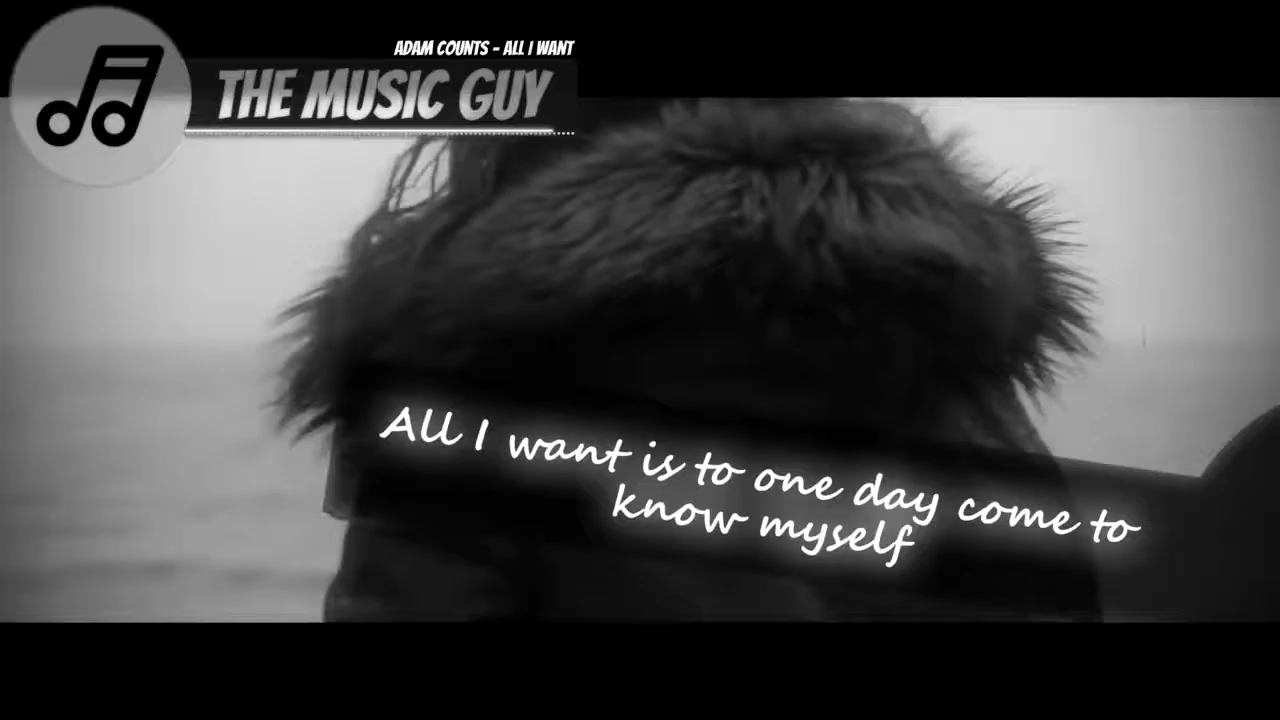 ADAM COUNTS - ALL I WANT
THE MUSIC GUY
All I want is to one day come to
know myself